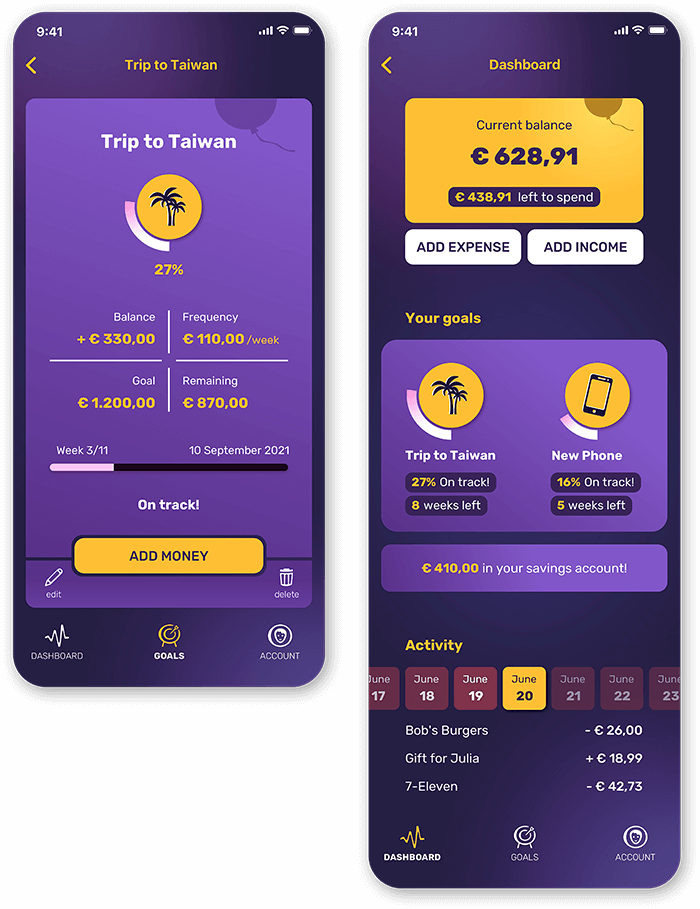 9:41
Trip to Taiwan
Trip to Taiwan
27%
Balance
+ € 330,00
Frequency
€ 110,00 /week
Goal
€ 1.200,00
Remaining
€ 870,00
Week 3/11
10 September 2021
On track!
ADD MONEY
edit
delete
DASHBOARD
GOALS
ACCOUNT
9:41
Dashboard
Current balance
€ 628,91
€ 438,91 left to spend
ADD EXPENSE
ADD INCOME
Your goals
Trip to Taiwan
27% On track!
8 weeks left
New Phone
16% On track!
5 weeks left
€ 410,00 in your savings account!
Activity
June
17
June
18
June
19
June
20
June
21
June
22
June
23
Bob's Burgers
- € 26,00
Gift for Julia
+ € 18,99
7-Eleven
- € 42,73
DASHBOARD
GOALS
ACCOUNT